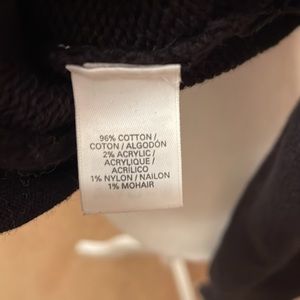 96% COTTON /
COTON / ALGODÓN
2% ACRYLIC /
ACRYLIQUE /
ACRÍLICO
1% NYLON / NAILON
1% MOHAIR